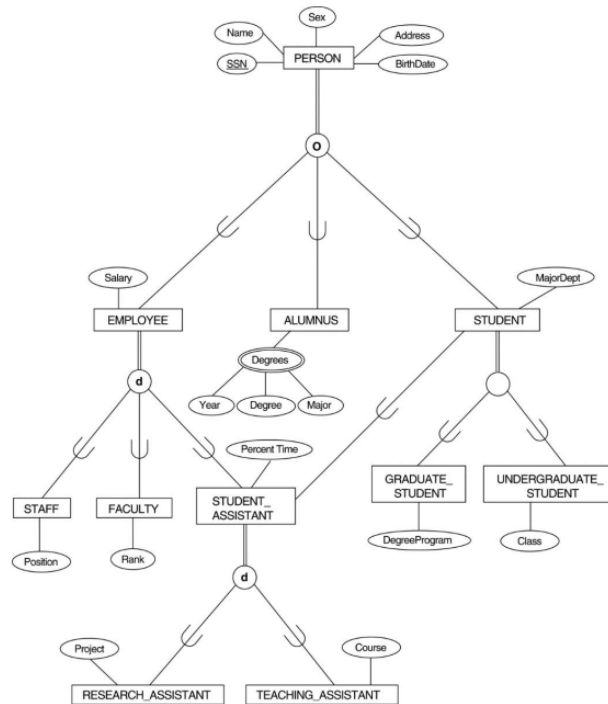 Sex
Name
Address
PERSON
SSN
BirthDate
O
Salary
MajorDept
EMPLOYEE
ALUMNUS
STUDENT
Degrees
d
Year
Degree
Major
Percent Time
GRADUATE_
STUDENT
UNDERGRADUATE_
STUDENT
STAFF
FACULTY
STUDENT_
ASSISTANT
DegreeProgram
Class
Position
Rank
d
Project
Course
RESEARCH_ASSISTANT
TEACHING_ASSISTANT